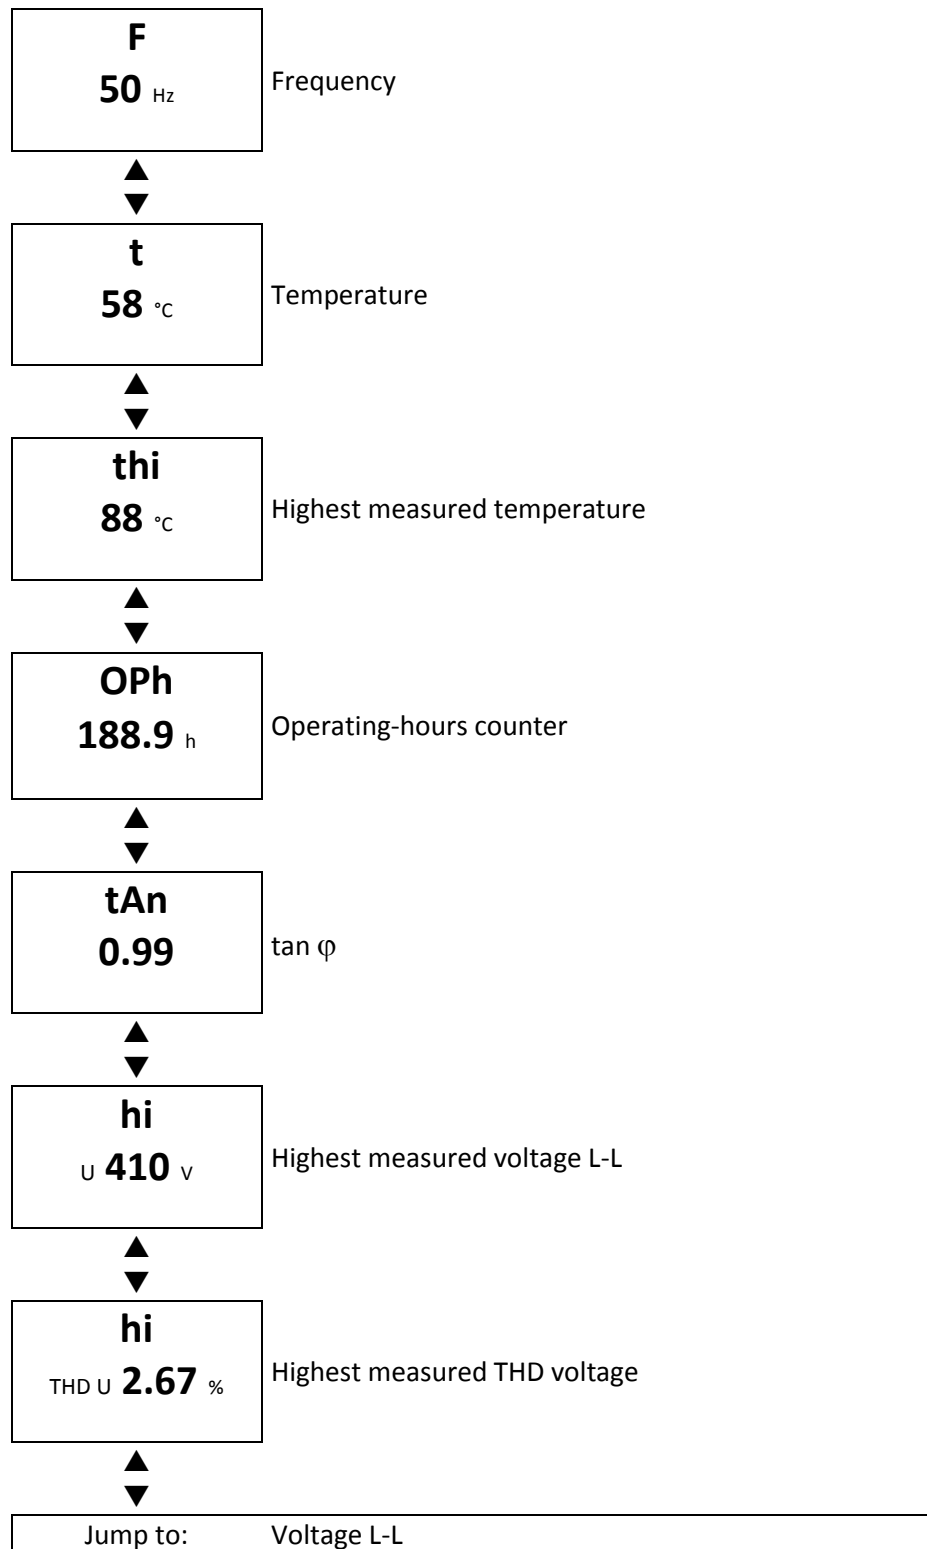 F
50 Hz
Frequency
t
58 °C
Temperature
thi
88 °C
Highest measured temperature
OPh
188.9 h
Operating-hours counter
tAn
0.99
tan φ
hi
U 410 V
Highest measured voltage L-L
hi
THD U 2.67 %
Highest measured THD voltage
Jump to: Voltage L-L